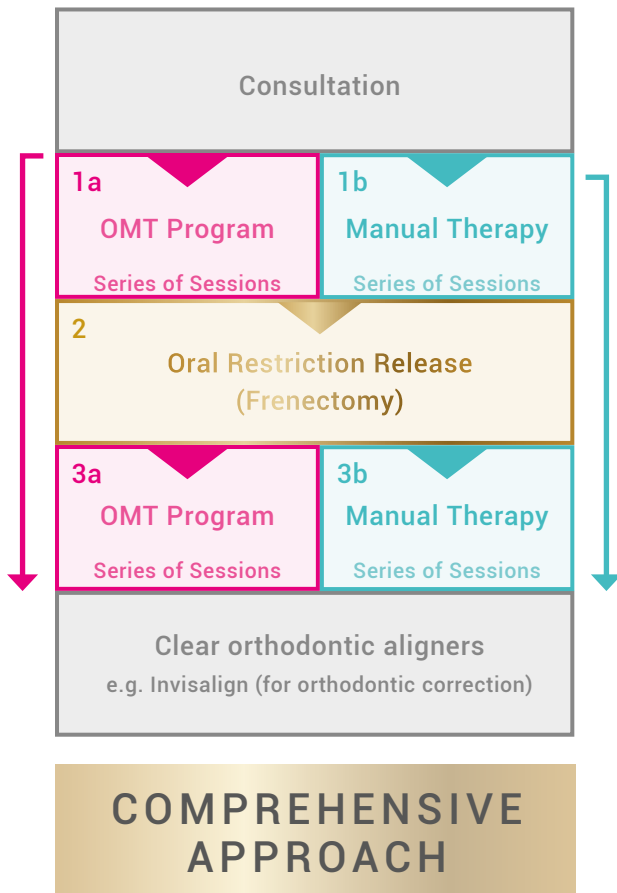 Consultation
1a
OMT Program
Series of Sessions
1b
Manual Therapy
Series of Sessions
2
Oral Restriction Release
(Frenectomy)
3a
OMT Program
Series of Sessions
3b
Manual Therapy
Series of Sessions
Clear orthodontic aligners
e.g. Invisalign (for orthodontic correction)
COMPREHENSIVE
APPROACH